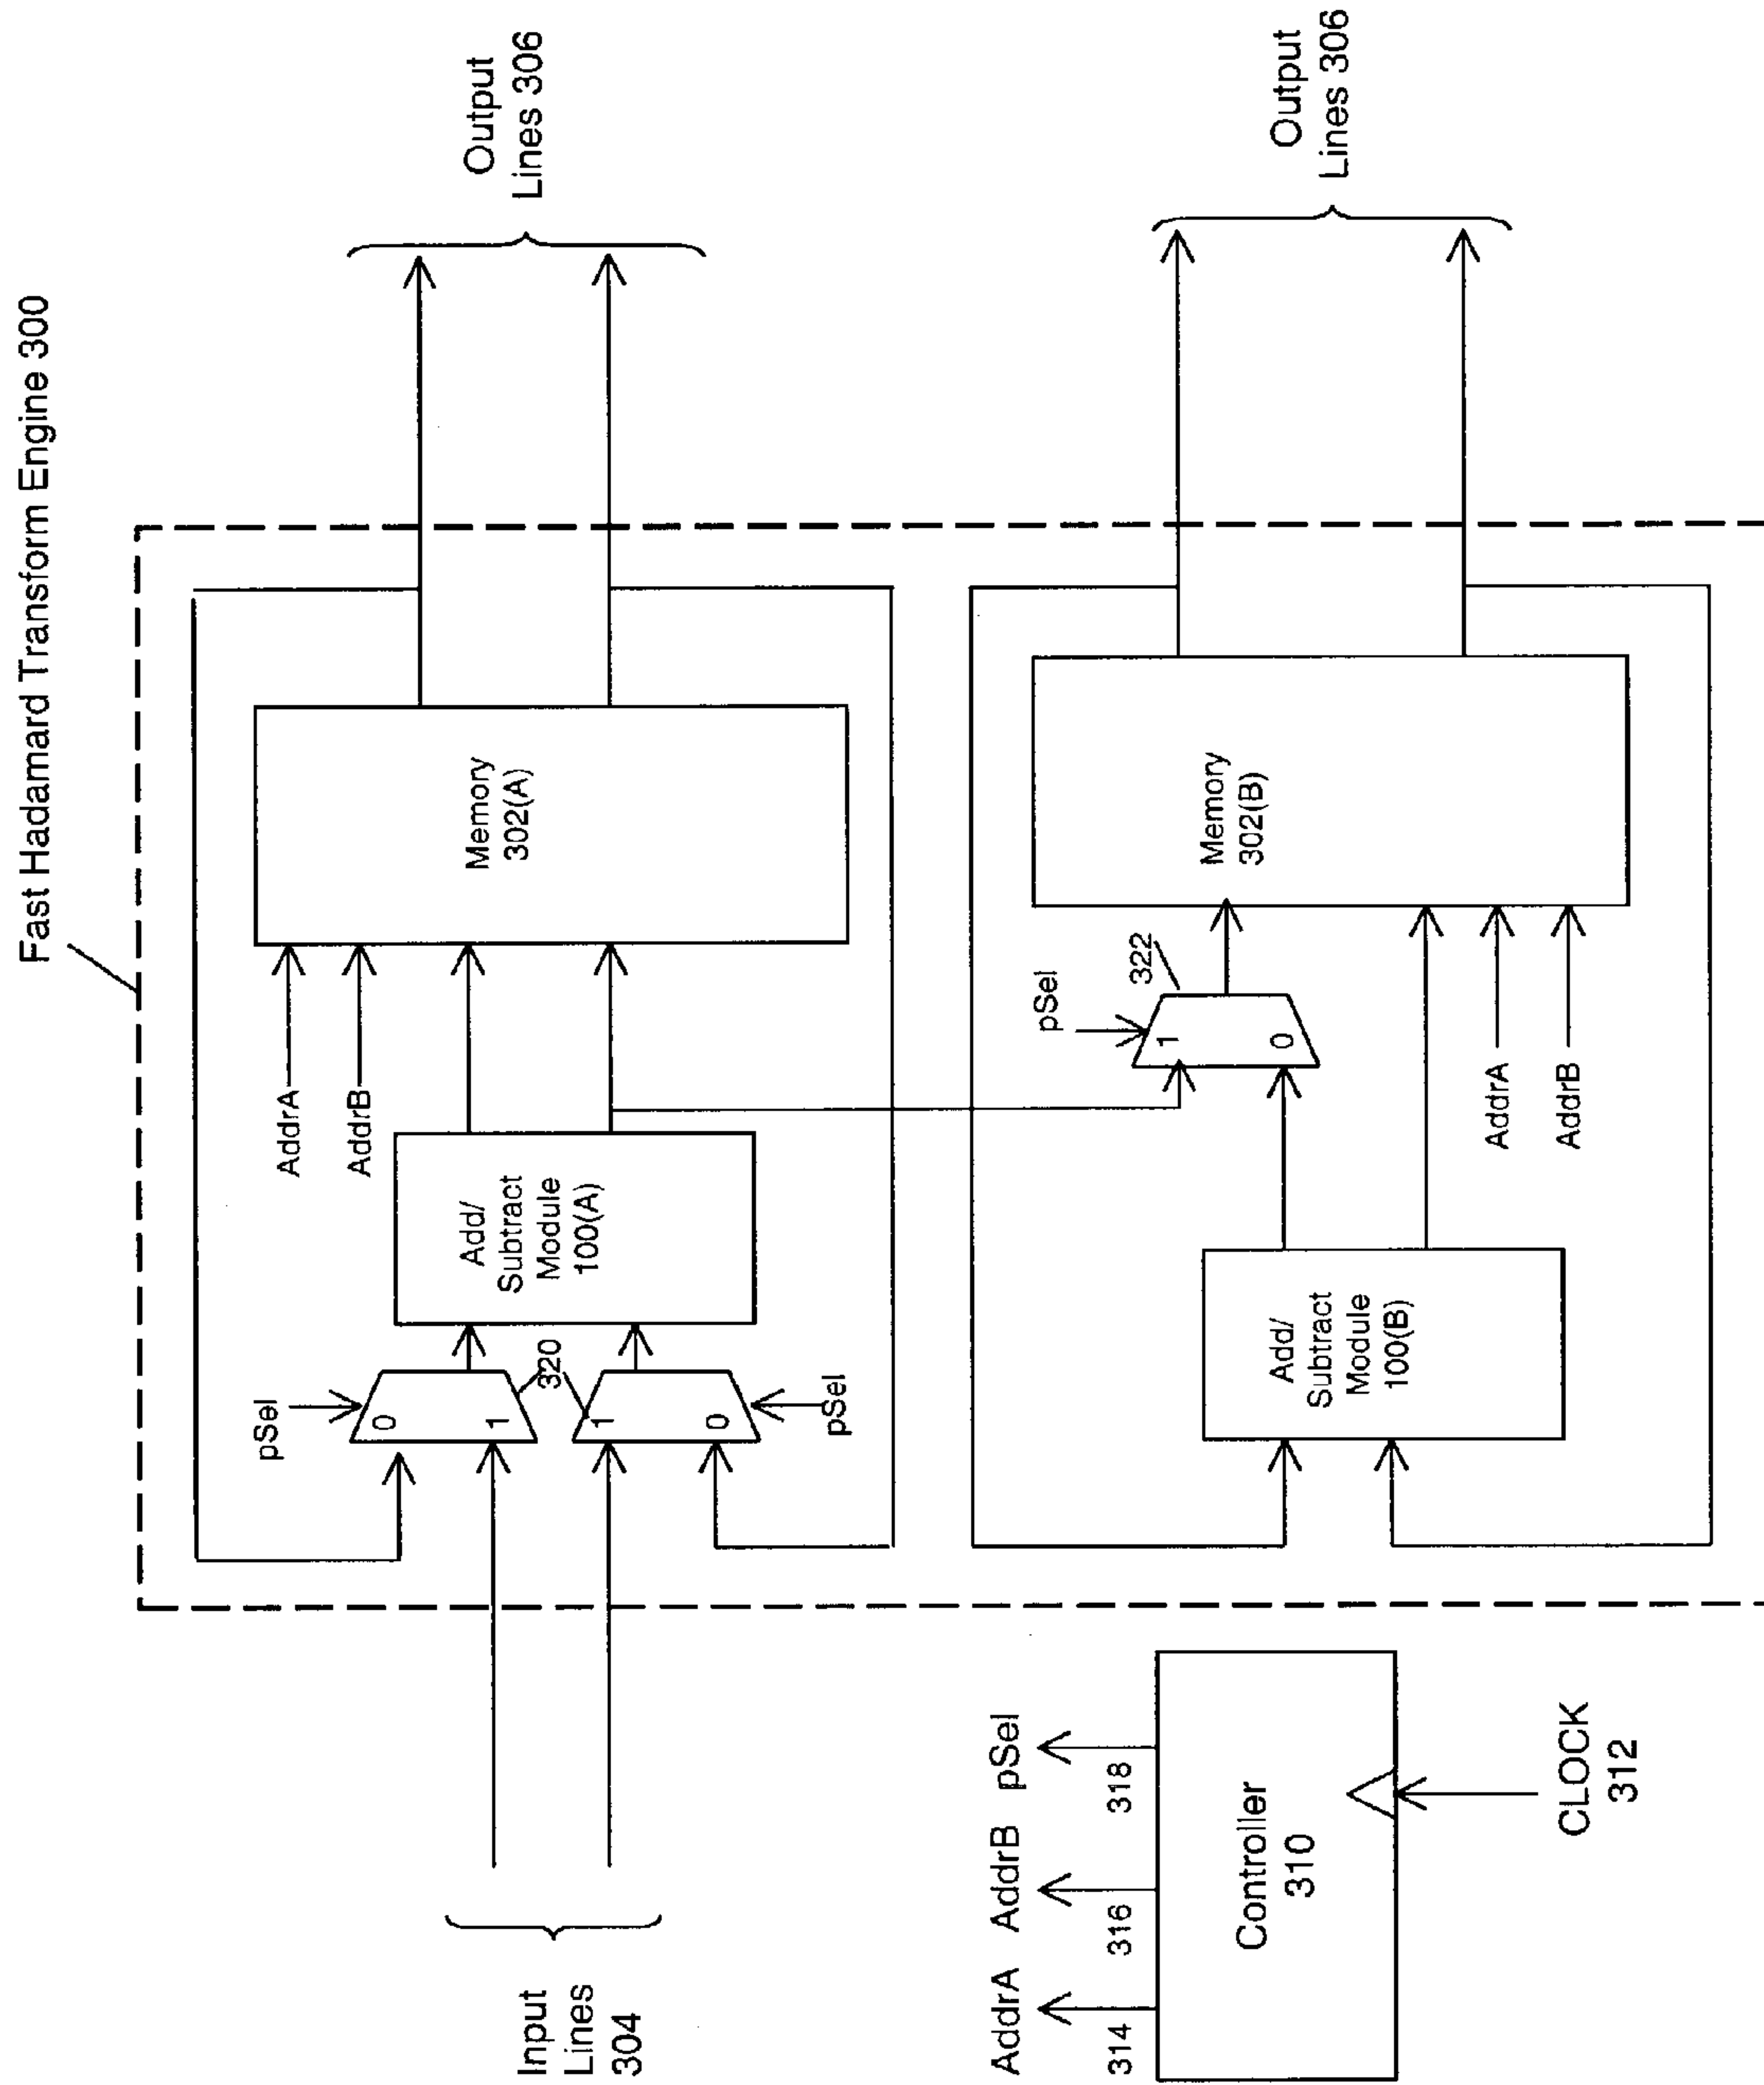 Fast Hadamard Transform Engine 300
Input
Lines
304
pSel
0
1
320
1
0
pSel
Add/
Subtract
Module
100(A)
AddrA
AddrB
Memory
302(A)
Output
Lines 306
Add/
Subtract
Module
100(B)
pSel
322
1
0
AddrA
AddrB
Memory
302(B)
Output
Lines 306
AddrA
AddrB
pSel
314
316
318
Controller
310
CLOCK
312